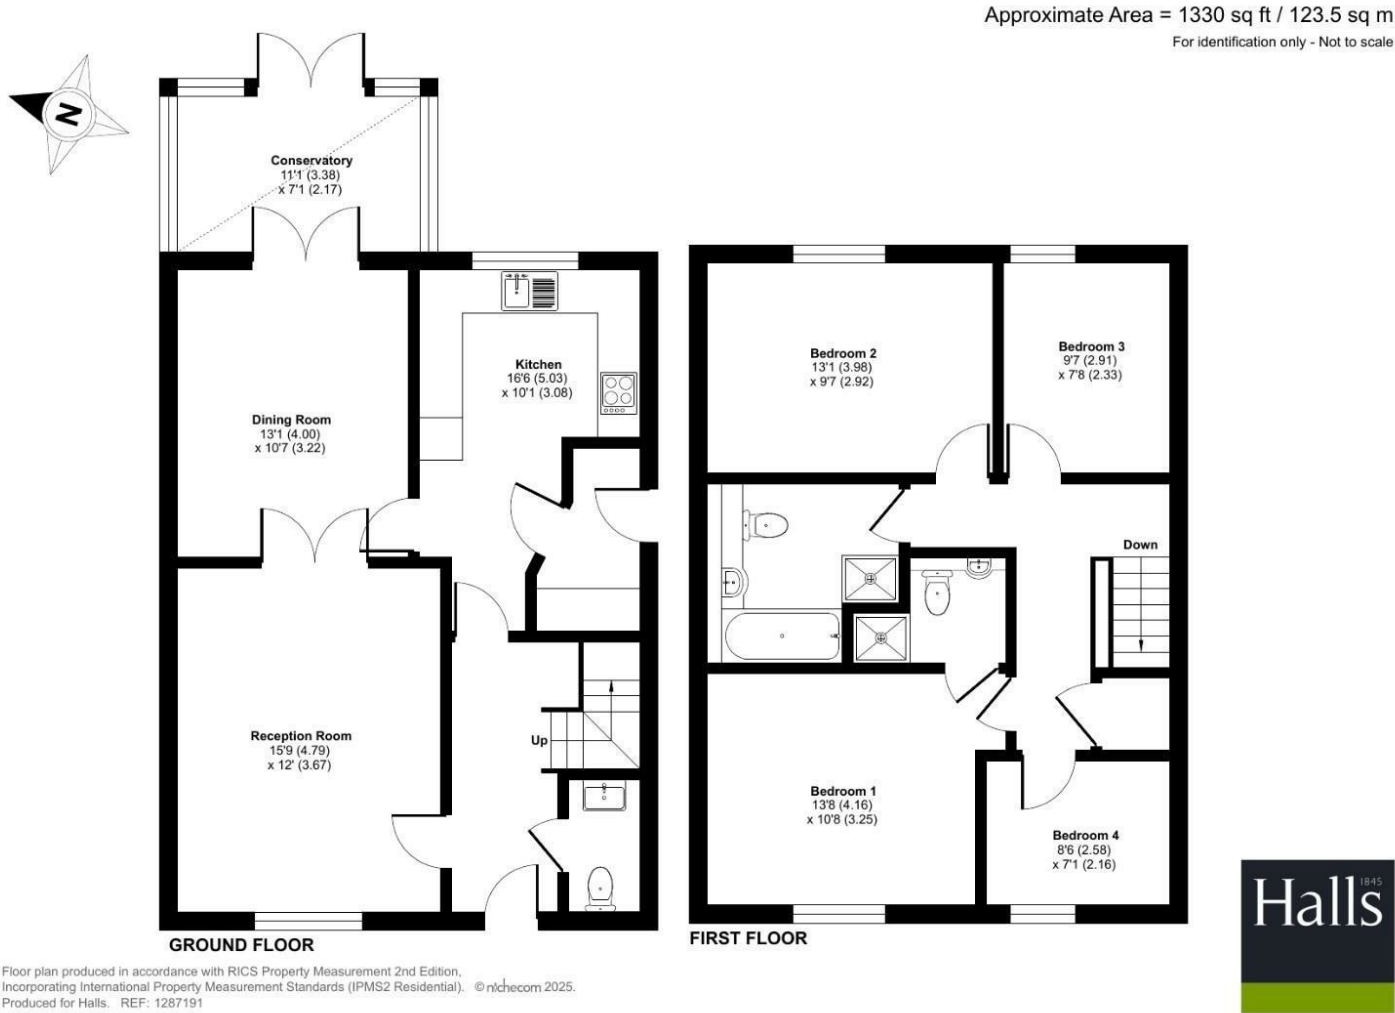 Approximate Area = 1330 sq ft / 123.5 sq m
For identification only - Not to scale
N
Conservatory
11'1 (3.38)
x 7'1 (2.17)
Kitchen
16'6 (5.03)
x 10'1 (3.08)
Dining Room
13'1 (4.00)
x 10'7 (3.22)
Reception Room
15'9 (4.79)
x 12' (3.67)
Up
GROUND FLOOR
Bedroom 2
13'1 (3.98)
x 9'7 (2.92)
Bedroom 3
9'7 (2.91)
x 7'8 (2.33)
Down
Bedroom 1
13'8 (4.16)
x 10'8 (3.25)
Bedroom 4
8'6 (2.58)
x 7'1 (2.16)
FIRST FLOOR
1845
Halls
Floor plan produced in accordance with RICS Property Measurement 2nd Edition,
Incorporating International Property Measurement Standards (IPMS2 Residential). © nichecom 2025.
Produced for Halls. REF: 1287191